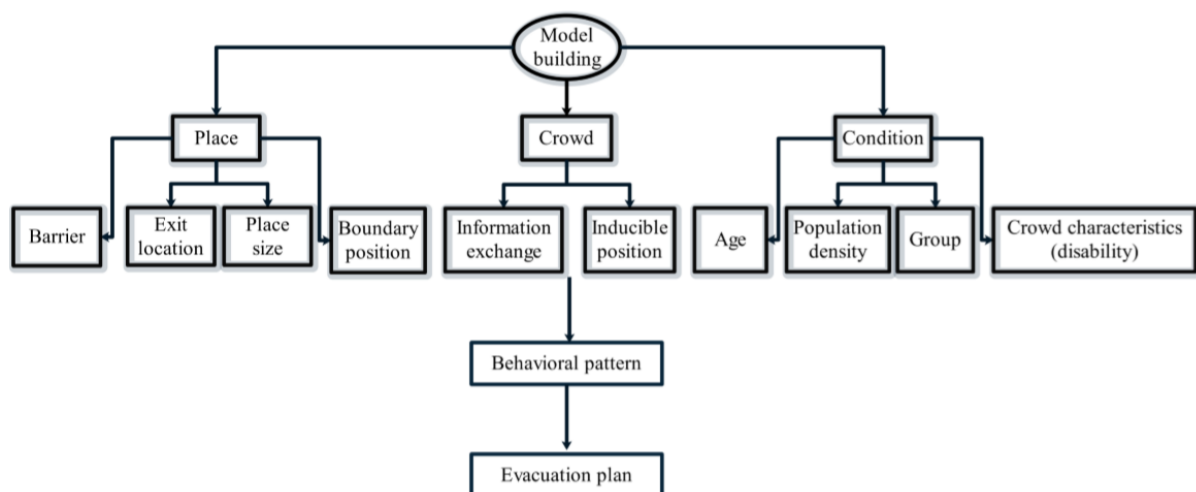 Model
building
Place
Crowd
Condition
Barrier
Exit
location
Place
size
Boundary
position
Information
exchange
Inducible
position
Age
Population
density
Group
Crowd characteristics
(disability)
Behavioral pattern
Evacuation plan